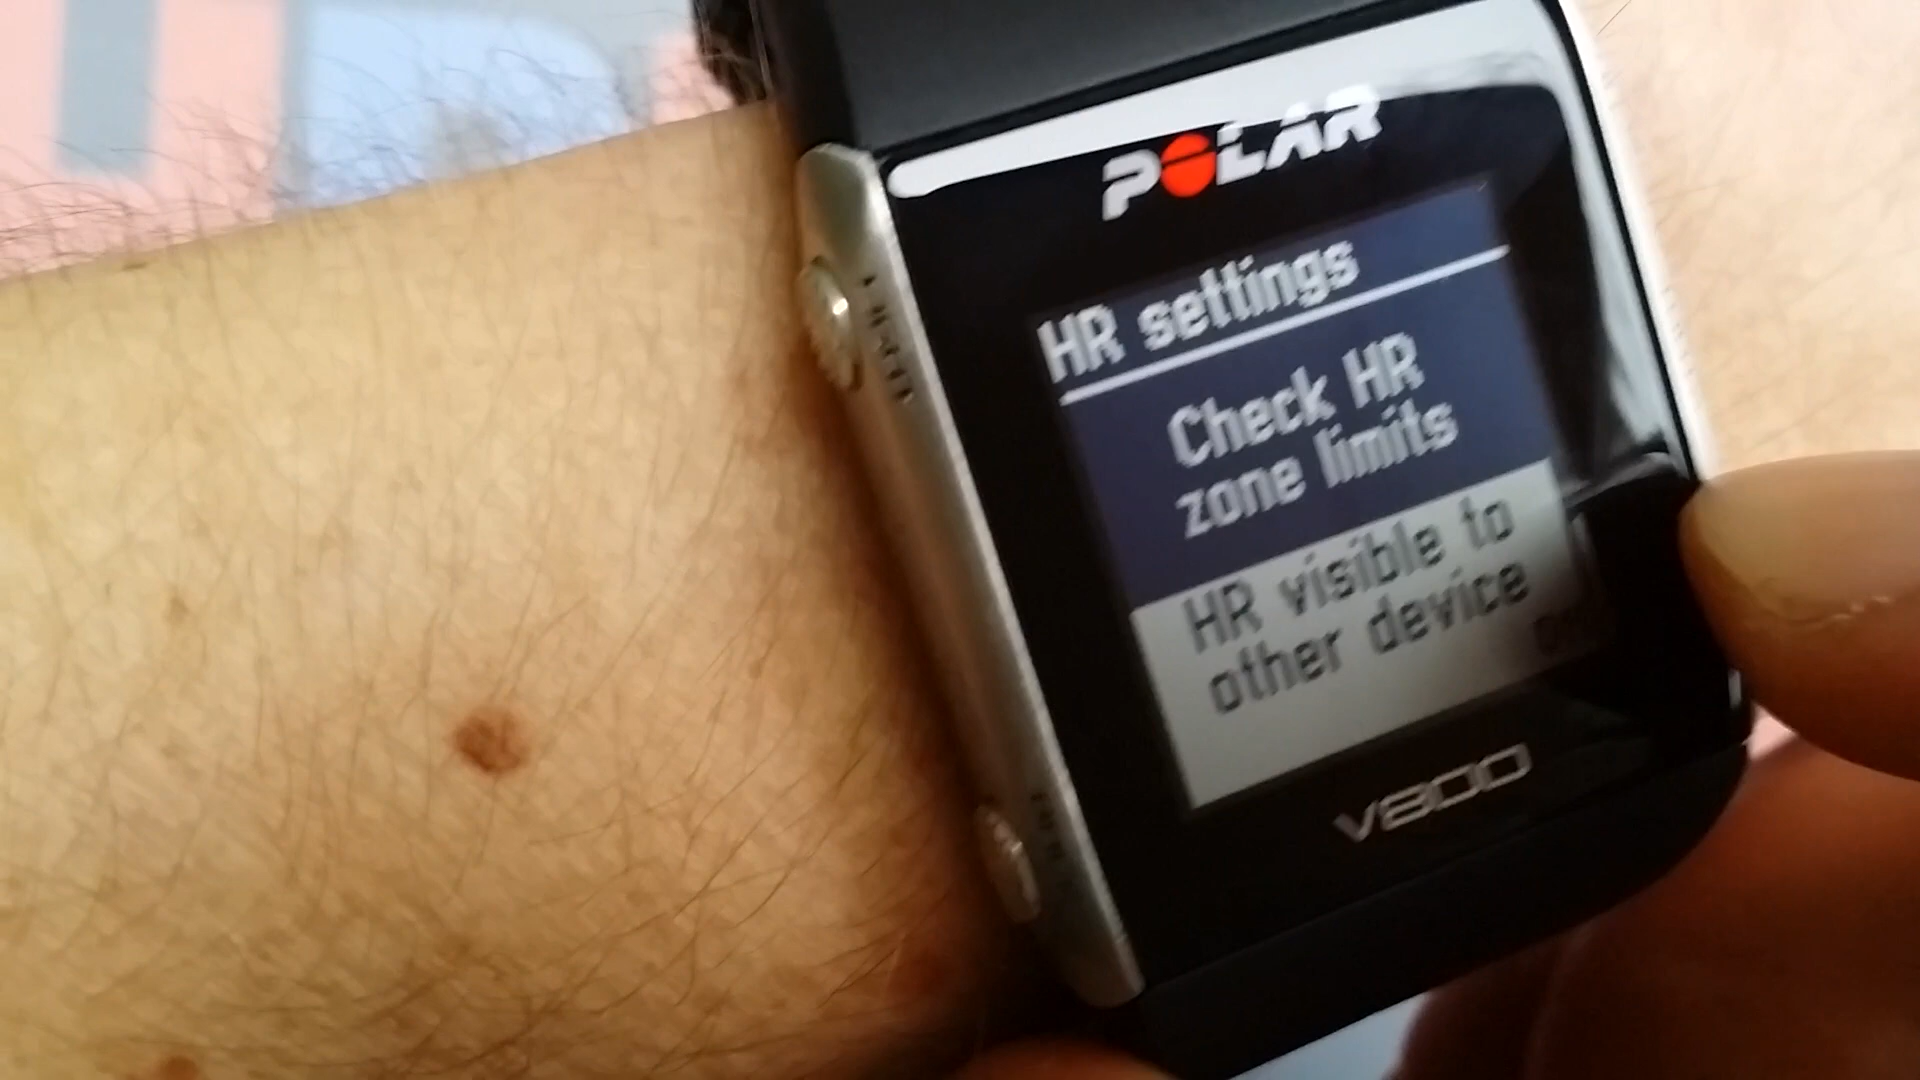 POLAR
HR settings
Check HR
zone limits
HR visible to
other device
V800